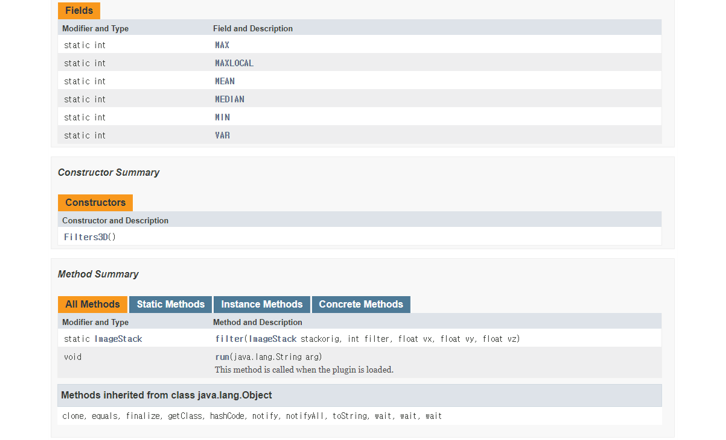 Fields
Modifier and Type Field and Description
static int MAX
static int MAXLOCAL
static int MEAN
static int MEDIAN
static int MIN
static int VAR
Constructor Summary
Constructors
Constructor and Description
Filters3D()
Method Summary
All Methods Static Methods Instance Methods Concrete Methods
Modifier and Type Method and Description
static ImageStack filter(ImageStack stackorig, int filter, float vx, float vy, float vz)
void run(java.lang.String arg)
This method is called when the plugin is loaded.
Methods inherited from class java.lang.Object
clone, equals, finalize, getClass, hashCode, notify, notifyAll, toString, wait, wait, wait